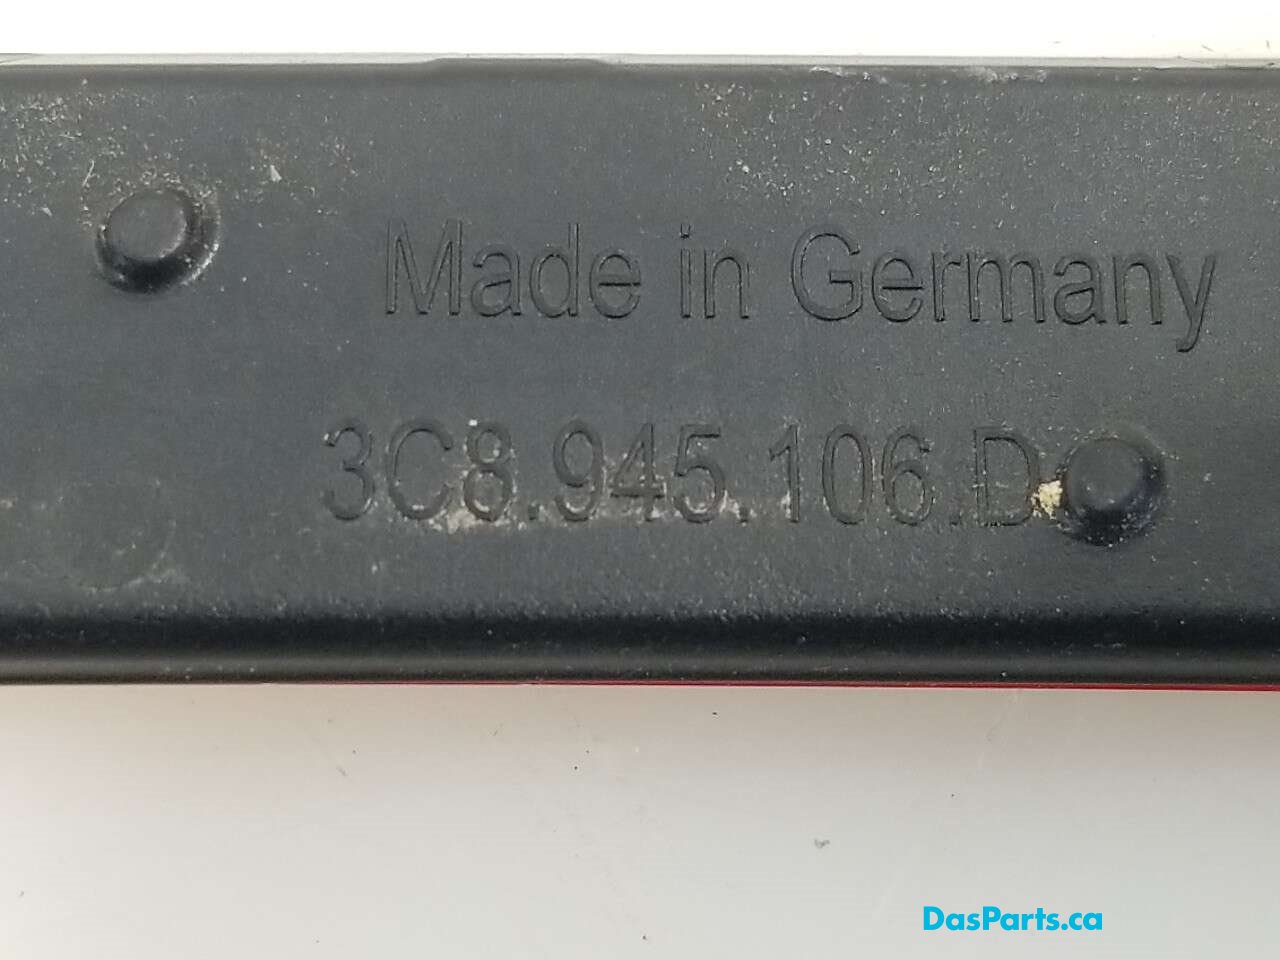 Made in Germany
3C8.945.106.D
DasParts.ca